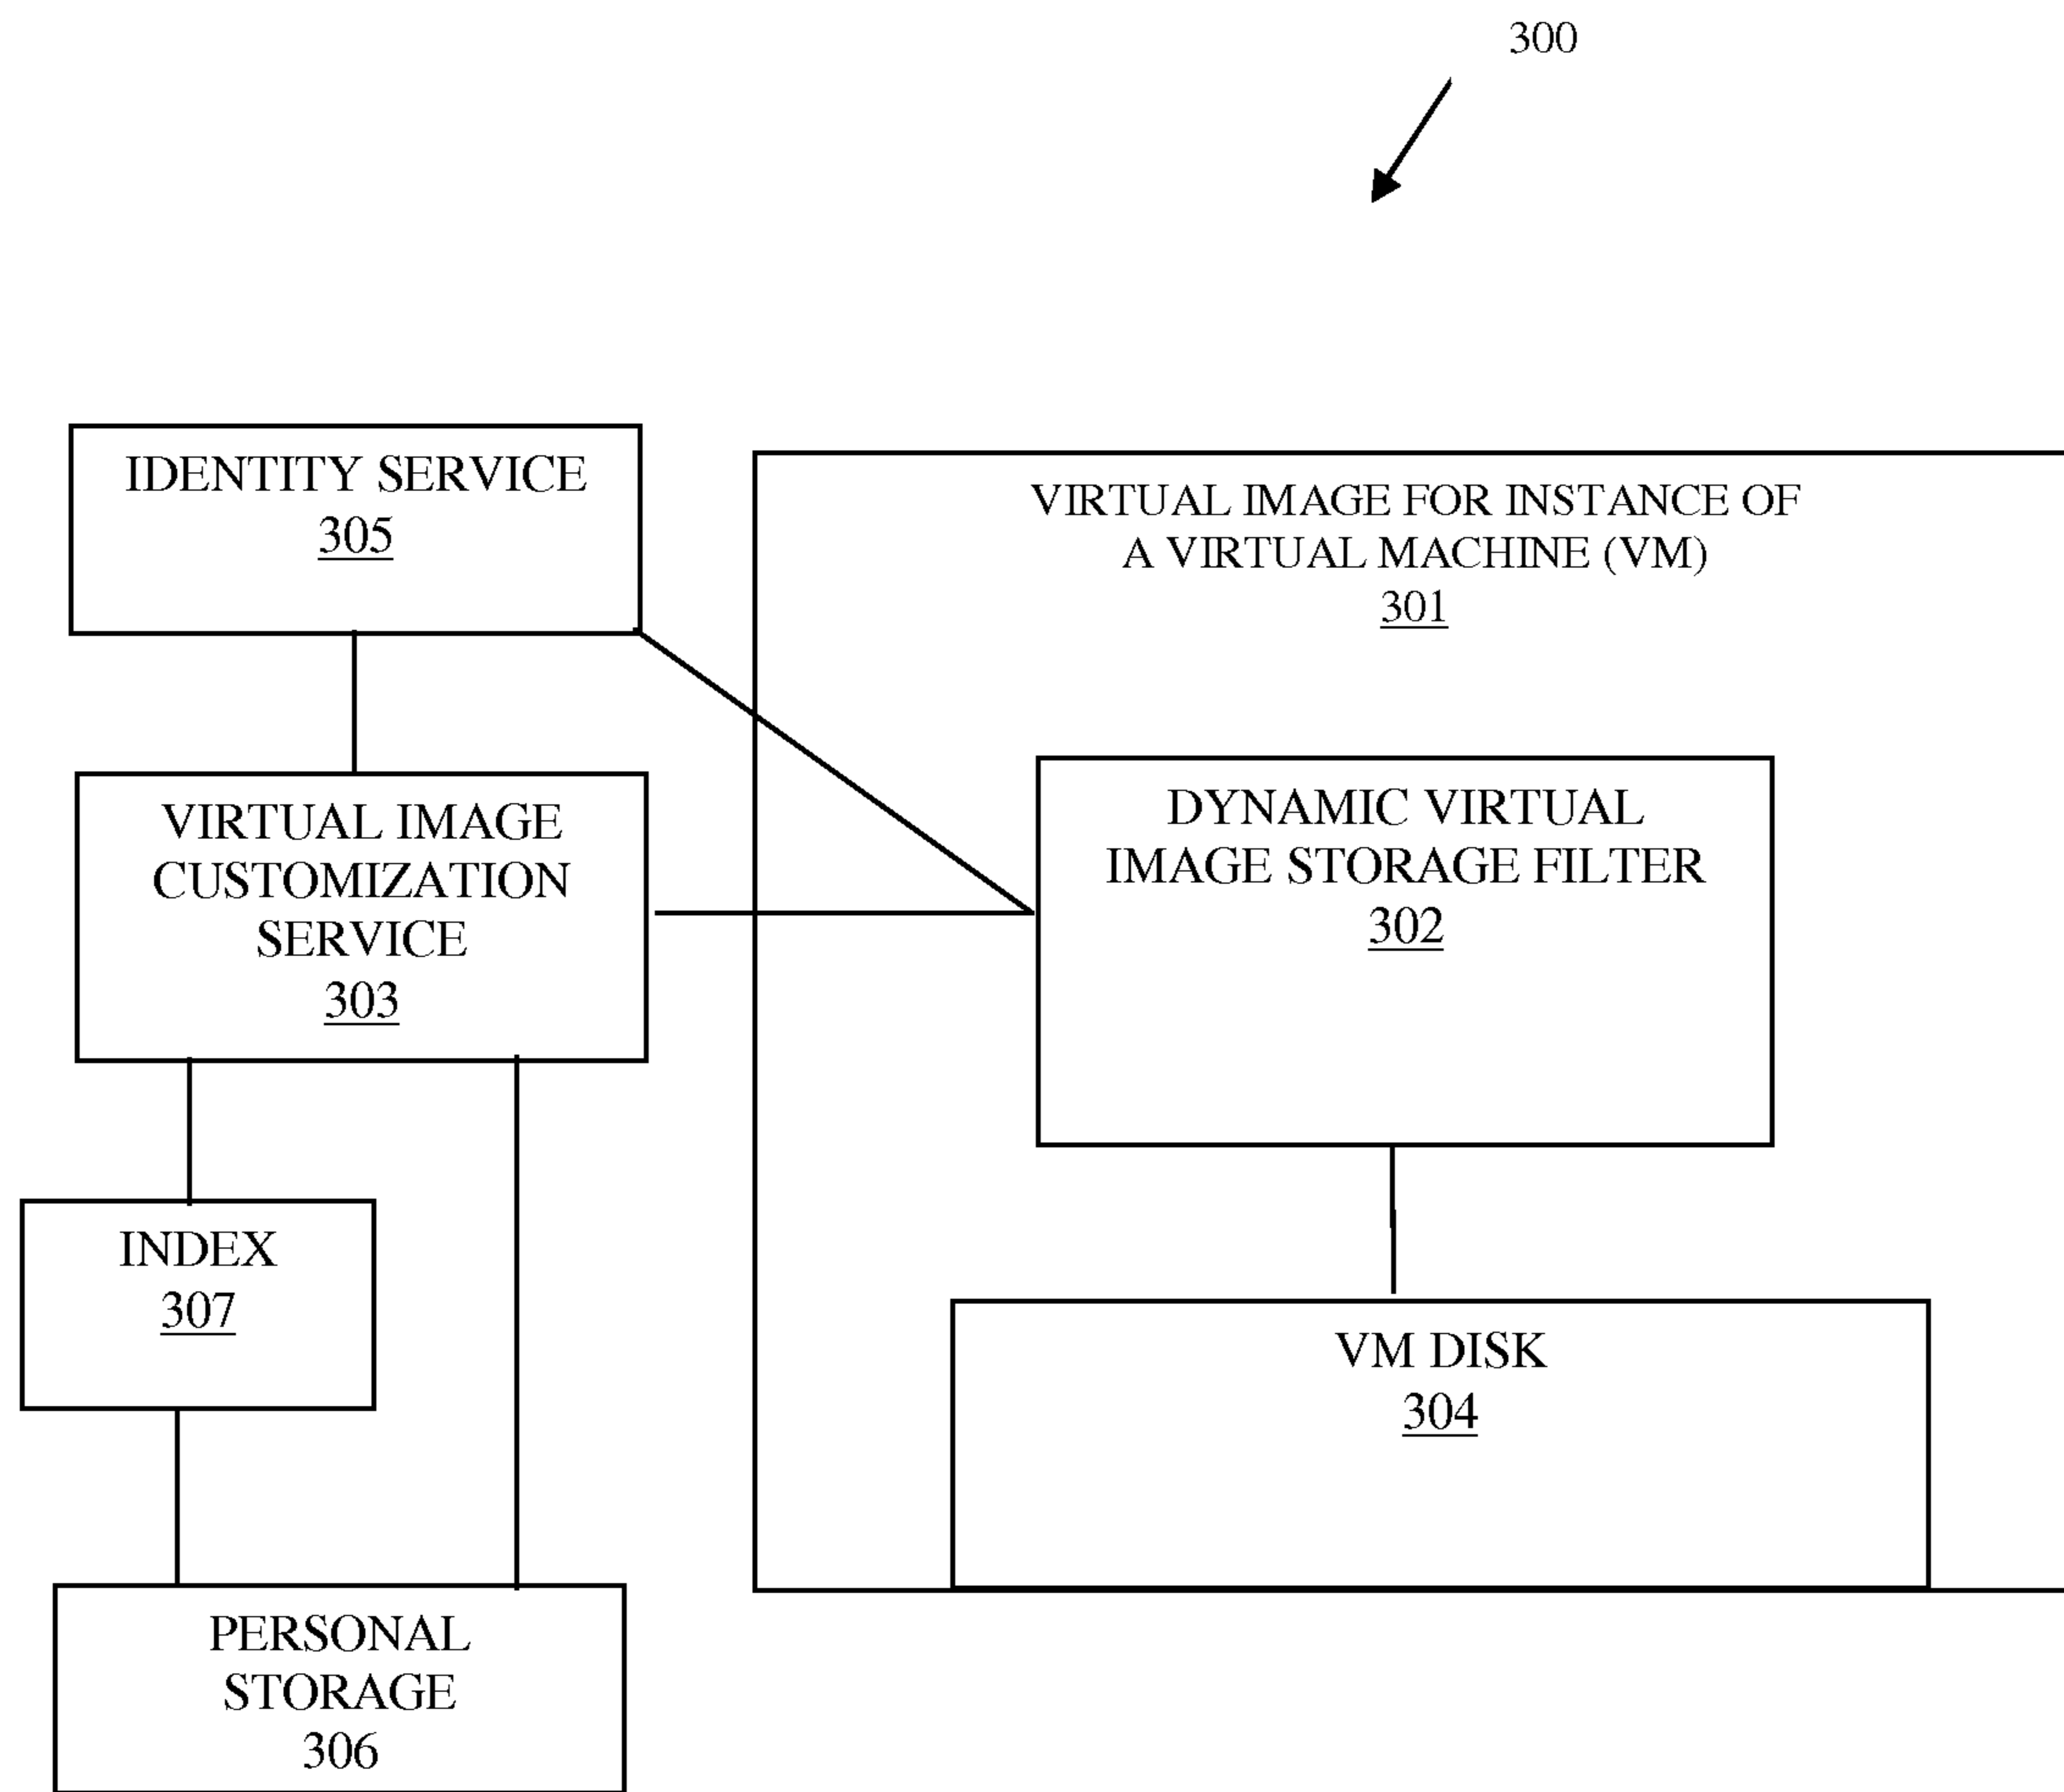 300
IDENTITY SERVICE
305
VIRTUAL IMAGE FOR INSTANCE OF
A VIRTUAL MACHINE (VM)
301
VIRTUAL IMAGE
CUSTOMIZATION
SERVICE
303
DYNAMIC VIRTUAL
IMAGE STORAGE FILTER
302
INDEX
307
VM DISK
304
PERSONAL
STORAGE
306